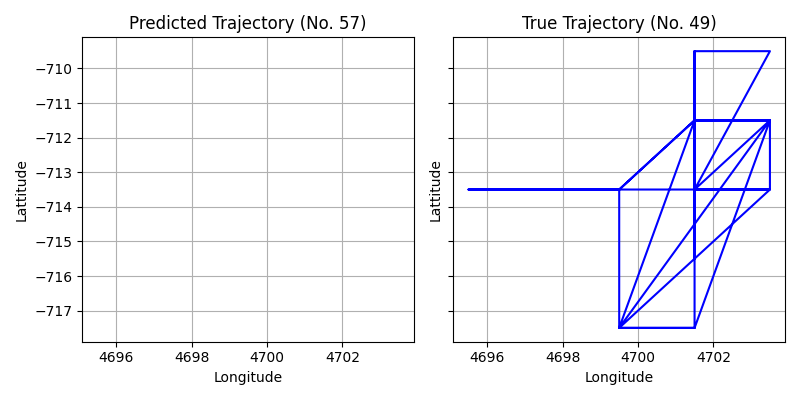 Predicted Trajectory (No. 57)
True Trajectory (No. 49)
Lattitude
−710
−711
−712
−713
−714
−715
−716
−717
4696
4698
4700
4702
Longitude
Lattitude
4696
4698
4700
4702
Longitude